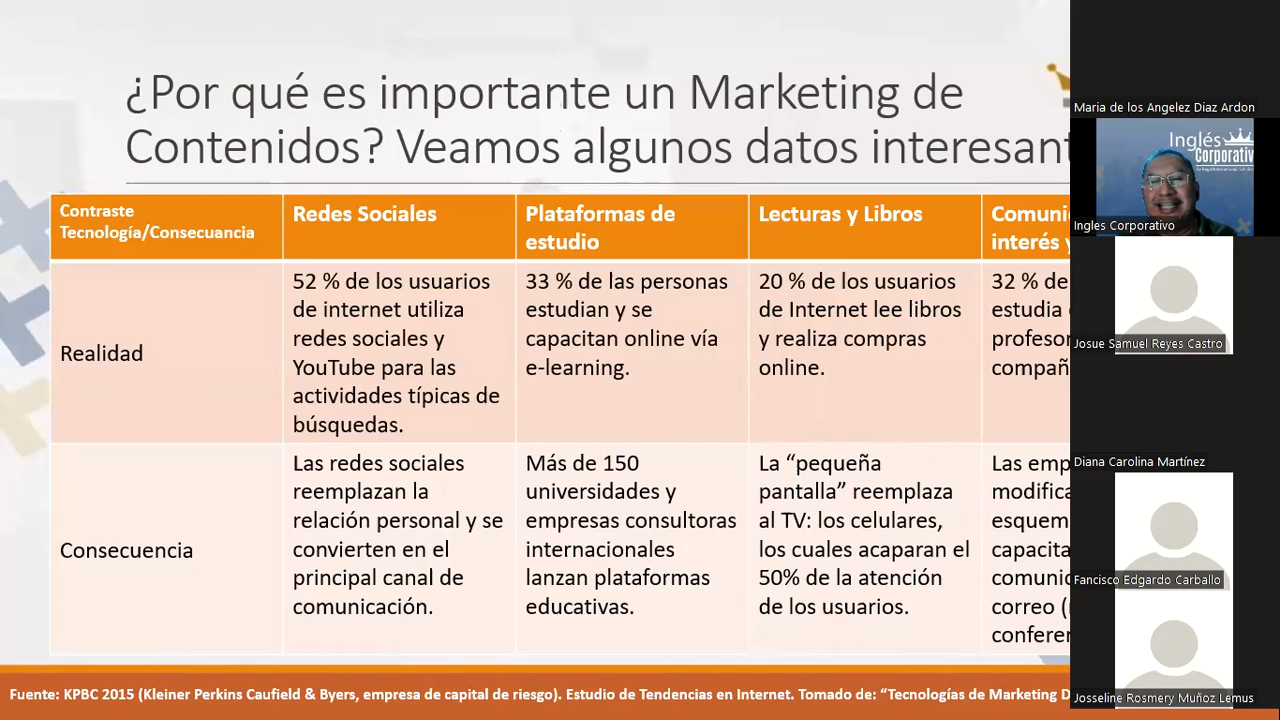 ¿Por qué es importante un Marketing de
Contenidos? Veamos algunos datos interesant
Contraste
Tecnología/Consecuancia
Redes Sociales
Plataformas de
estudio
Lecturas y Libros
Comuni
interés y
Realidad
52 % de los usuarios
de internet utiliza
redes sociales y
YouTube para las
actividades típicas de
búsquedas.
33 % de las personas
estudian y se
capacitan online vía
e-learning.
20 % de los usuarios
de Internet lee libros
y realiza compras
online.
32 % de
estudia
profesor
compañ
Consecuencia
Las redes sociales
reemplazan la
relación personal y se
convierten en el
principal canal de
comunicación.
Más de 150
universidades y
empresas consultoras
internacionales
lanzan plataformas
educativas.
La “pequeña
pantalla” reemplaza
al TV: los celulares,
los cuales acaparan el
50% de la atención
de los usuarios.
Las emp
modifica
esquem
capacita
comunic
correo (
conferen
Fuente: KPBC 2015 (Kleiner Perkins Caufield & Byers, empresa de capital de riesgo). Estudio de Tendencias en Internet. Tomado de: “Tecnologías de Marketing D
Maria de los Angelez Diaz Ardon
Inglés
Corporativ
Ingles Corporativo
Josue Samuel Reyes Castro
Diana Carolina Martínez
Fancisco Edgardo Carballo
Josseline Rosmery Muñoz Lemus